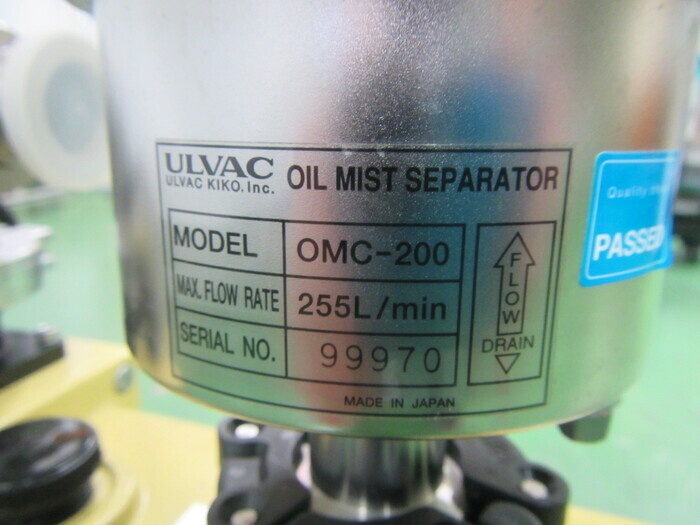 ULVAC
ULVAC KIKO. Inc.
OIL MIST SEPARATOR
MODEL OMC-200
MAX. FLOW RATE 255L/min
SERIAL NO. 99970
FLOW
DRAIN
MADE IN JAPAN
Quality
PASSED